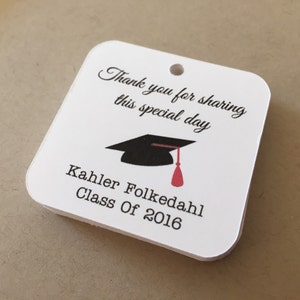 Thank you for sharing
this special day
Kahler Folkedahl
Class Of 2016